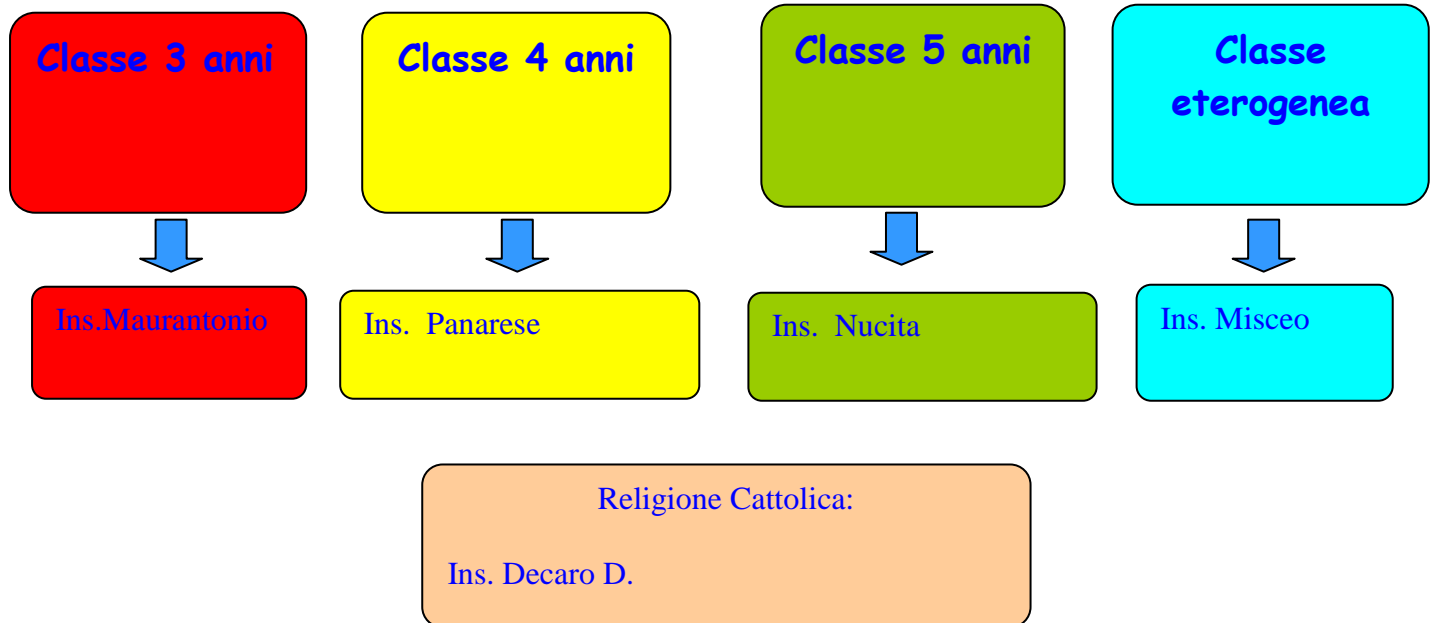 Classe 3 anni
Classe 4 anni
Classe 5 anni
Classe
eterogenea
Ins.Maurantonio
Ins. Panarese
Ins. Nucita
Ins. Misceo
Religione Cattolica:
Ins. Decaro D.